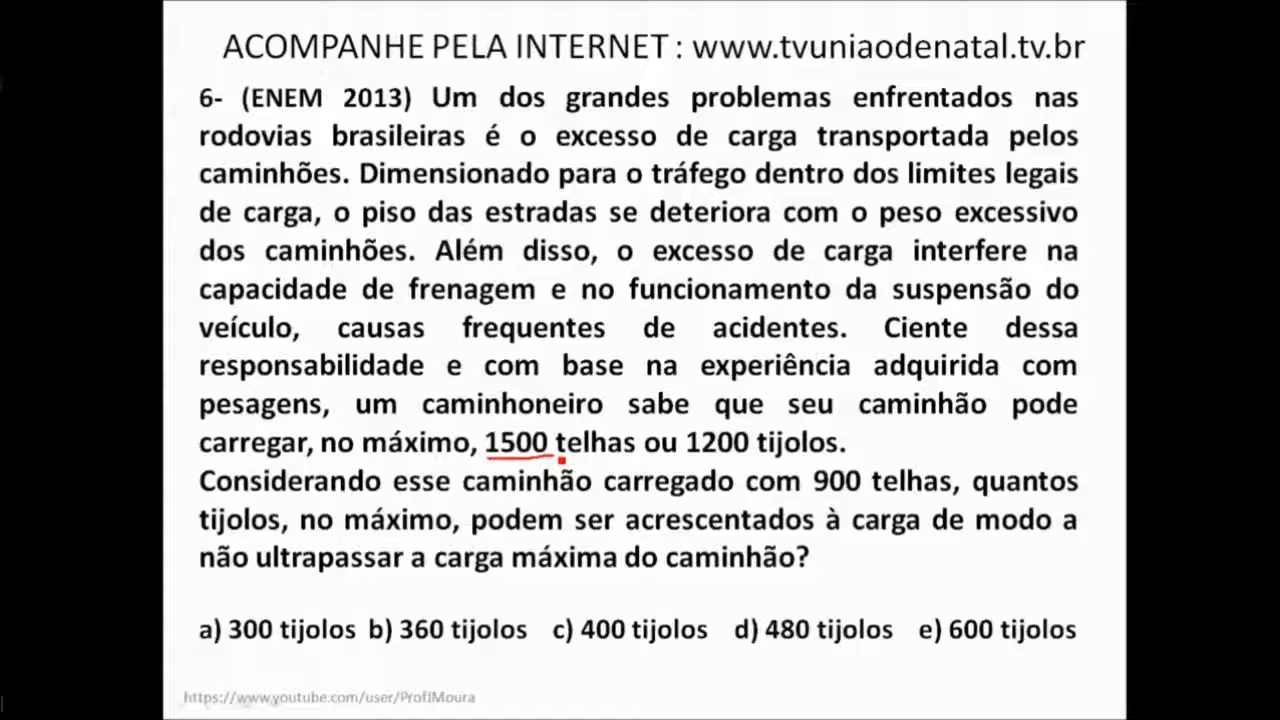 ACOMPANHE PELA INTERNET : www.tvuniaodenatal.tv.br
6- (ENEM 2013) Um dos grandes problemas enfrentados nas
rodovias brasileiras é o excesso de carga transportada pelos
caminhões. Dimensionado para o tráfego dentro dos limites legais
de carga, o piso das estradas se deteriora com o peso excessivo
dos caminhões. Além disso, o excesso de carga interfere na
capacidade de frenagem e no funcionamento da suspensão do
veículo, causas frequentes de acidentes. Ciente dessa
responsabilidade e com base na experiência adquirida com
pesagens, um caminhoneiro sabe que seu caminhão pode
carregar, no máximo, 1500 telhas ou 1200 tijolos.
Considerando esse caminhão carregado com 900 telhas, quantos
tijolos, no máximo, podem ser acrescentados à carga de modo a
não ultrapassar a carga máxima do caminhão?
a) 300 tijolos b) 360 tijolos c) 400 tijolos d) 480 tijolos e) 600 tijolos
https://www.youtube.com/user/ProfJMoura